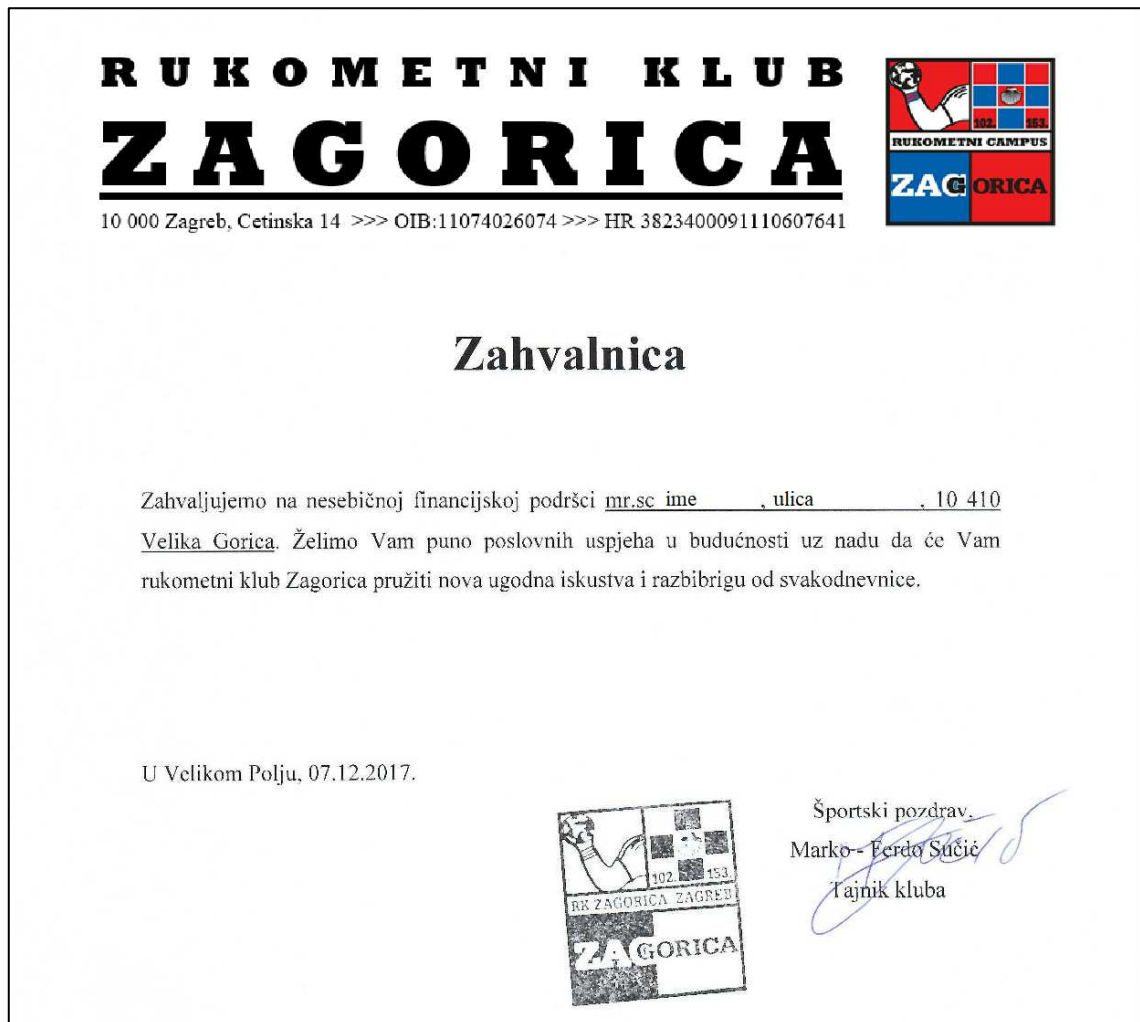 RUKOMETNI KLUB
ZAGORICA
10 000 Zagreb, Cetinska 14 >>> OIB:11074026074 >>> HR 3823400091110607641
102. 153.
RUKOMETNI CAMPUS
ZAGORICA
Zahvalnica
Zahvaljujemo na nesebičnoj financijskoj podršci mr.sc ime , ulica , 10 410
Velika Gorica. Želimo Vam puno poslovnih uspjeha u budućnosti uz nadu da će Vam
rukometni klub Zagorica pružiti nova ugodna iskustva i razbibrigu od svakodnevnice.
U Velikom Polju, 07.12.2017.
102. 153.
RK ZAGORICA ZAGREB
ZAGORICA
Športski pozdrav,
Marko - Ferdo Sučić
Tajnik kluba